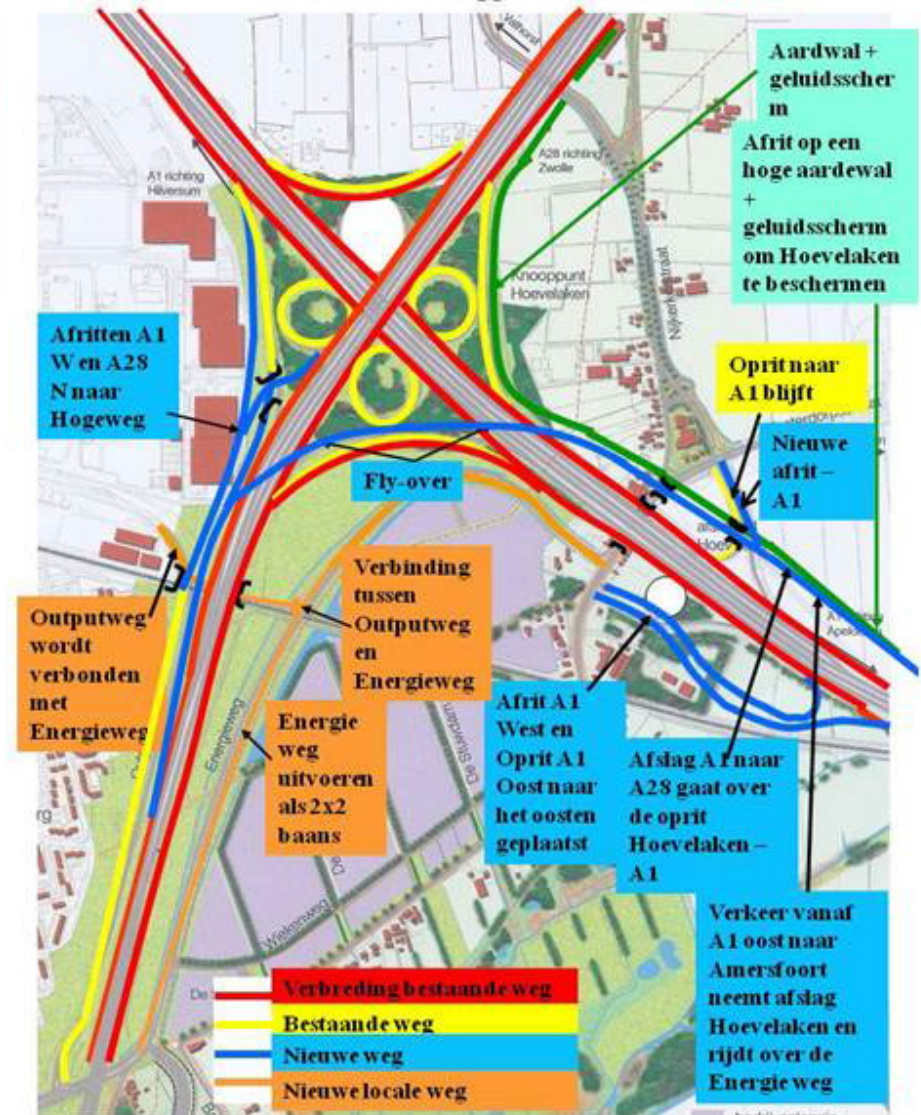 Valhorst
Aardwal +
geluidsscher
m
A28 richting
Zwolle
A1 richting
Hilversum
Afrit op een
hoge aardewal
+
geluidsscherm
om Hoevelaken
te beschermen
Knooppunt
Hoevelaken
Nijkerkerstraat
Afritten A1
W en A28
N naar
Hogeweg
Oprit naar
A1 blijft
Nieuwe
afrit –
A1
Fly-over
Verbinding
tussen
Outputweg
en
Energieweg
Outputweg
wordt
verbonden
met
Energieweg
Energieweg
Energie
weg
uitvoeren
als 2x2
baans
Afrit A1
West en
Oprit A1
Oost naar
het oosten
geplaatst
Afslag A1 naar
A28 gaat over
de oprit
Hoevelaken –
A1
Wiekenweg
Verkeer vanaf
A1 oost naar
Amersfoort
neemt afslag
Hoevelaken en
rijdt over de
Energie weg
De
Verbreding bestaande weg
Bestaande weg
Nieuwe weg
Nieuwe locale weg